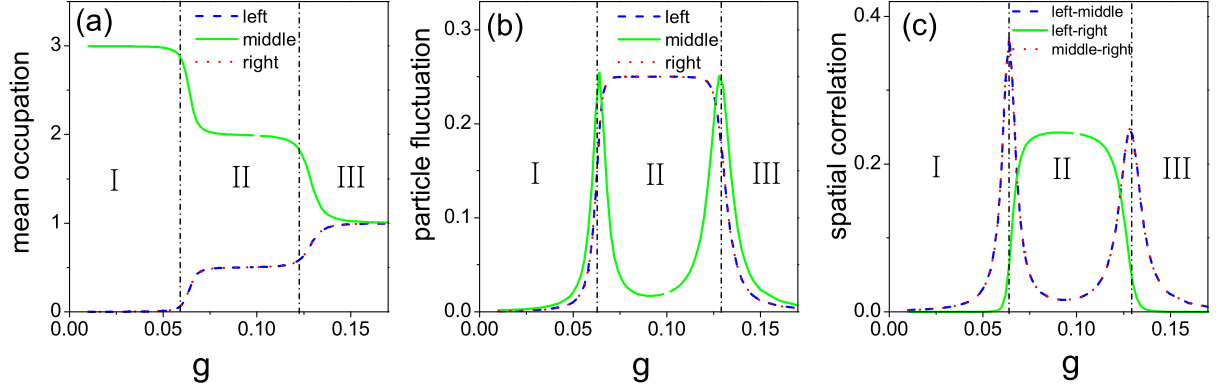 (a)
left
middle
right
mean occupation
3
2
1
0
I
II
III
0.00
0.05
0.10
0.15
g
(b)
left
middle
right
particle fluctuation
0.3
0.2
0.1
0.0
I
II
III
0.00
0.05
0.10
0.15
g
(c)
left-middle
left-right
middle-right
spatial correlation
0.4
0.2
0.0
I
II
III
0.00
0.05
0.10
0.15
g